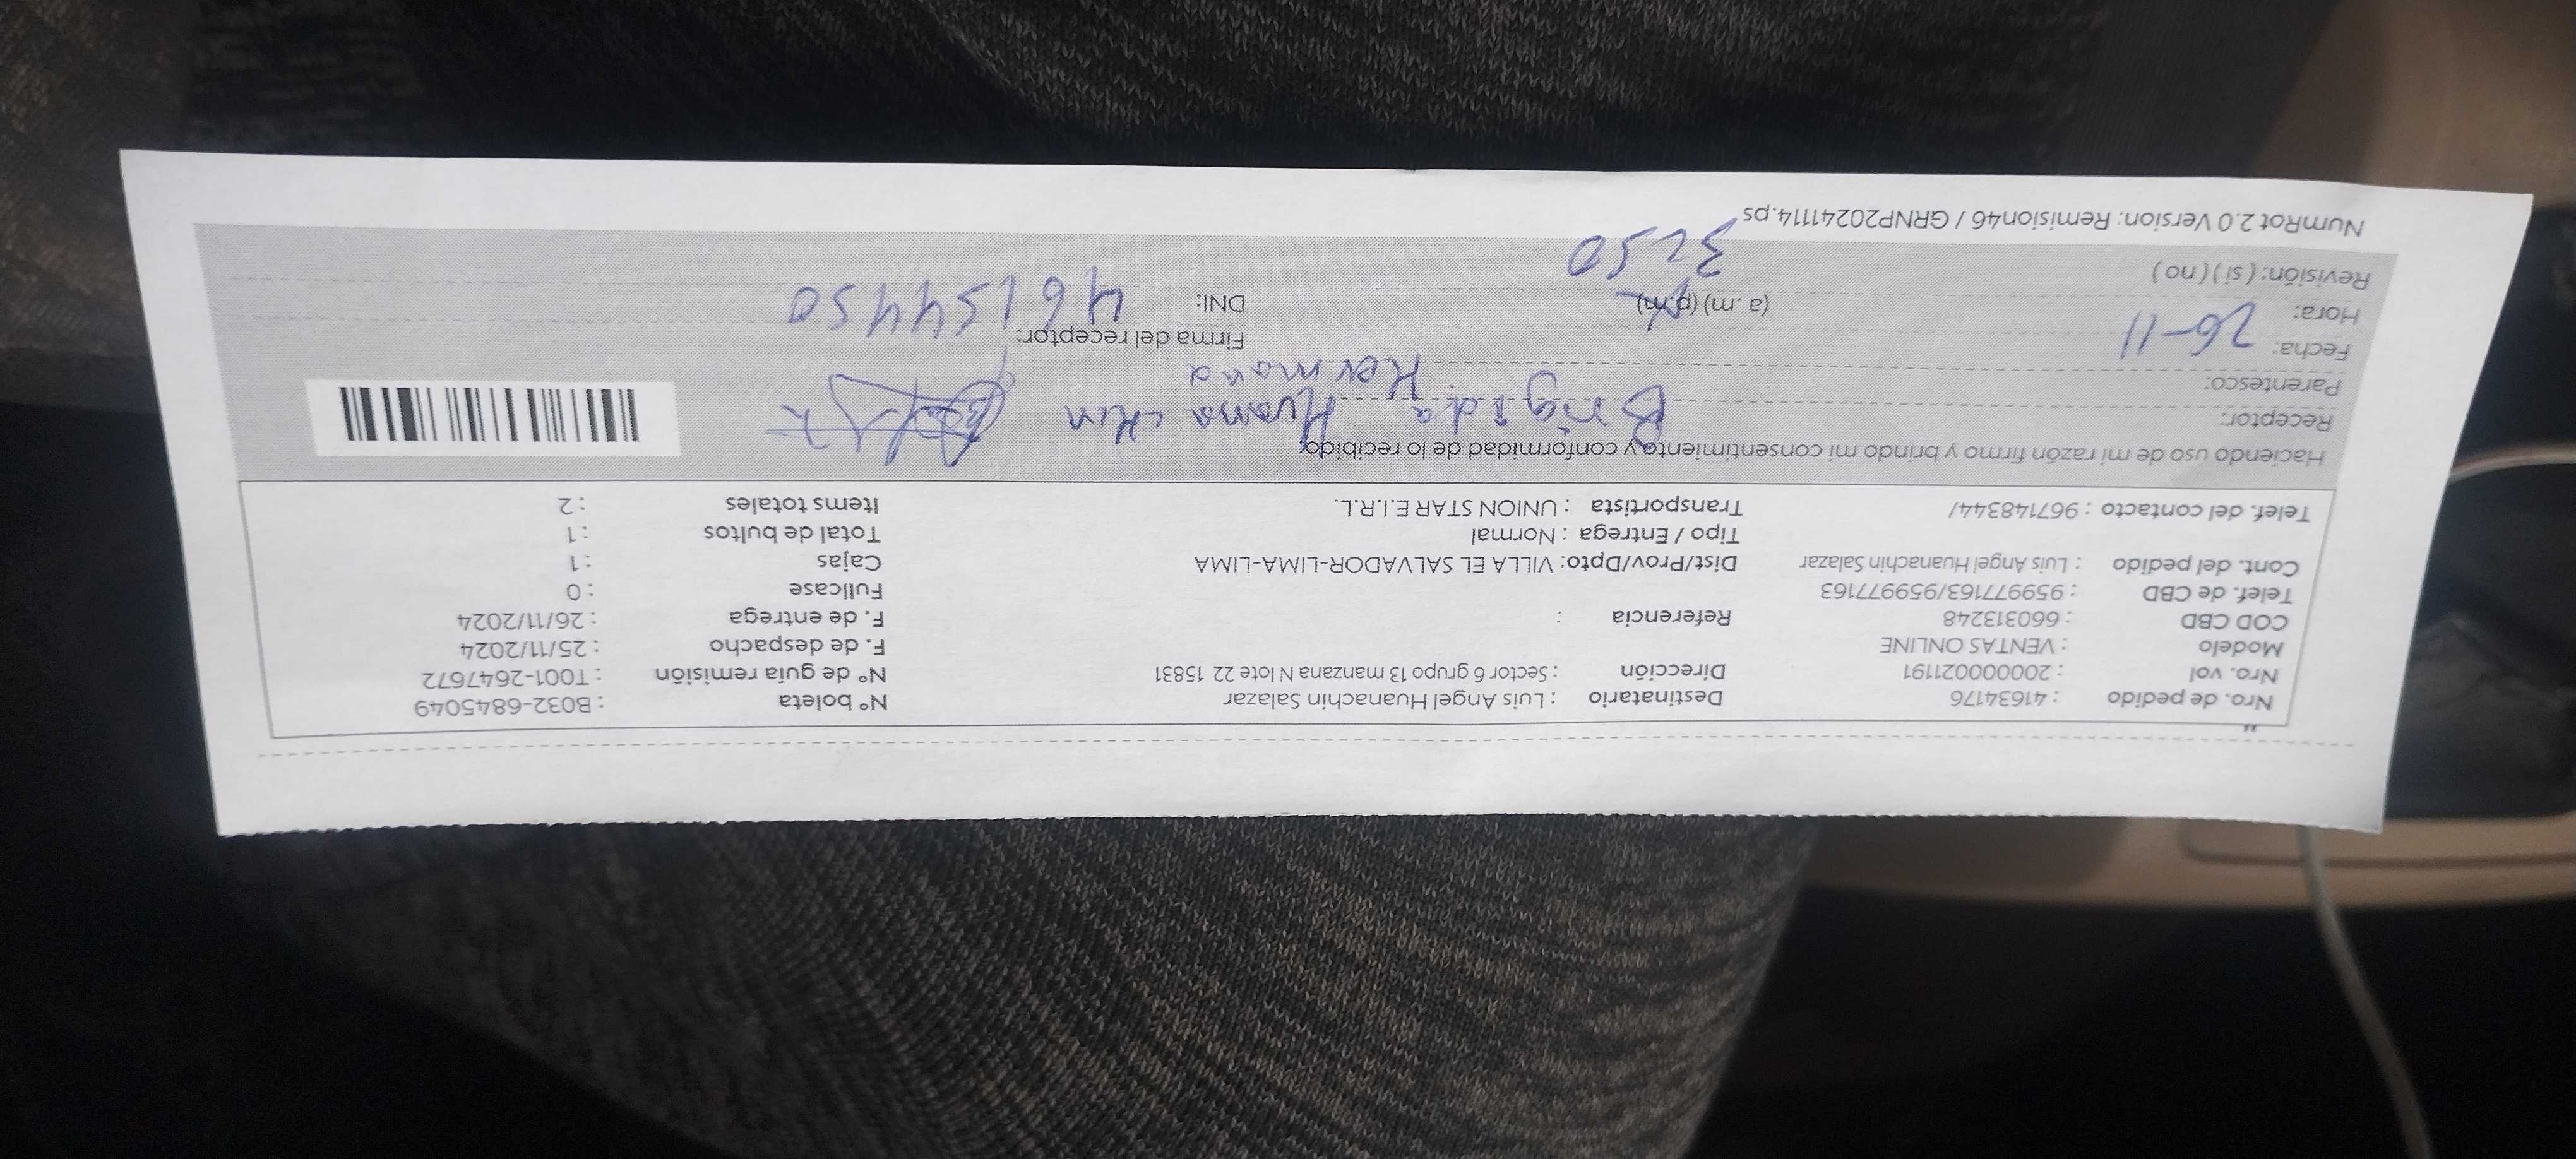 Nro. de pedido : 41634176 Destinatario : Luis Angel Huanachin Salazar N° boleta : B032-6845049
Nro. vol : 200000021191 Dirección : Sector 6 grupo 13 manzana N lote 22 15831 N° de guía remisión : T001-2647672
Modelo : VENTAS ONLINE F. de despacho : 25/11/2024
COD CBD : 660313248 Referencia : F. de entrega : 26/11/2024
Telef. de CBD : 959977163/959977163 Fullcase : 0
Cont. del pedido : Luis Angel Huanachin Salazar Dist/Prov/Dpto: VILLA EL SALVADOR-LIMA-LIMA Cajas : 1
Tipo / Entrega : Normal Total de bultos : 1
Telef. del contacto : 967148344/ Transportista : UNION STAR E.I.R.L. Items totales : 2
Haciendo uso de mi razón firmo y brindo mi consentimiento y conformidad de lo recibido
Receptor: Brigida Huamachin
Parentesco: Hermana
Fecha: 26-11 Firma del receptor:
Hora: (a .m) (p.m) DNI: 46154450
Revisión: ( si ) ( no )
NumRot 2.0 Version: Remision46 / GRNP20241114.ps